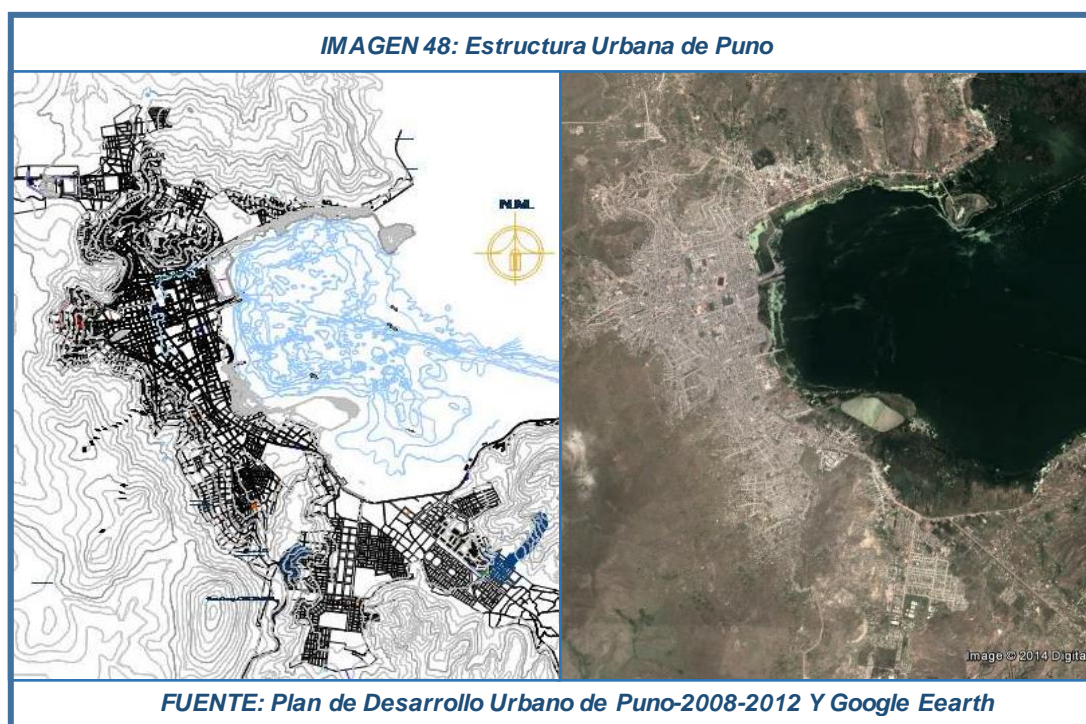 IMAGEN 48: Estructura Urbana de Puno
Image © 2014 Digita
FUENTE: Plan de Desarrollo Urbano de Puno-2008-2012 Y Google Eearth